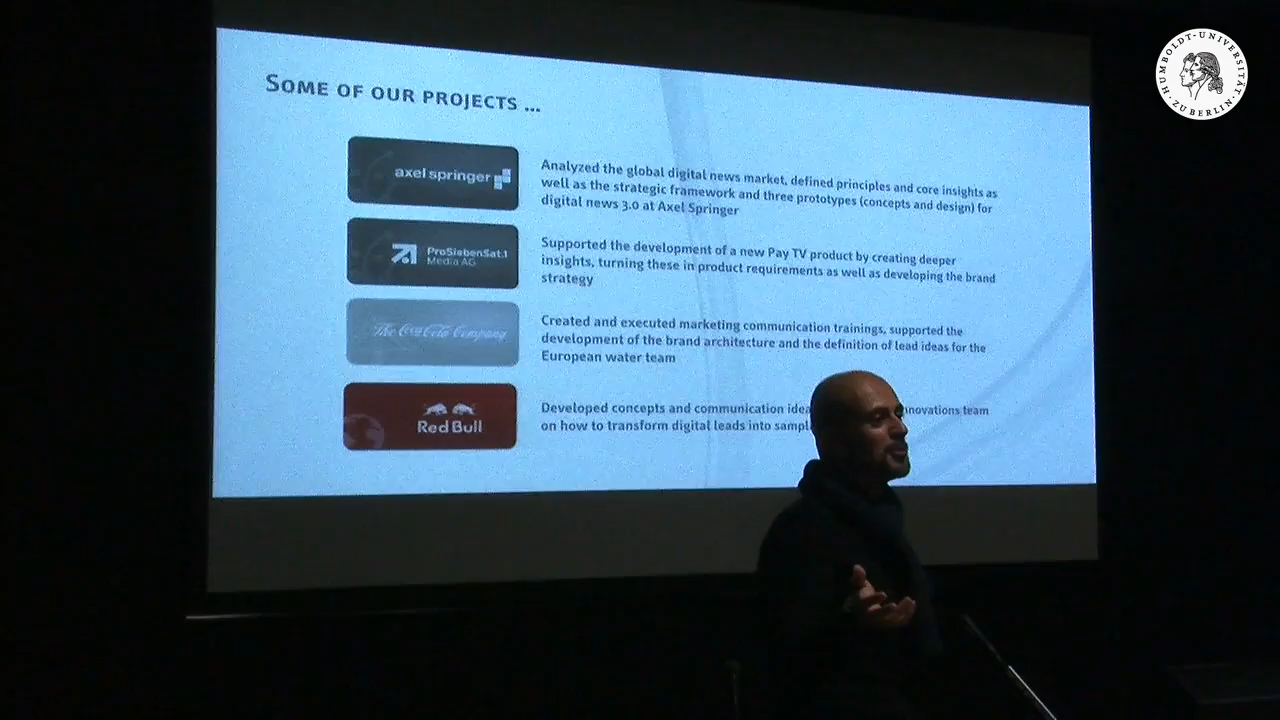 SOME OF OUR PROJECTS ...
axel springer
Analyzed the global digital news market, defined principles and core insights as
well as the strategic framework and three prototypes (concepts and design) for
digital news 3.0 at Axel Springer
ProSiebenSat.1
Media AG
Supported the development of a new Pay TV product by creating deeper
insights, turning these in product requirements as well as developing the brand
strategy
The Coca-Cola Company
Created and executed marketing communication trainings, supported the
development of the brand architecture and the definition of lead ideas for the
European water team
Red Bull
Developed concepts and communication team
on how to transform digital leads into
HUMBOLDT-UNIVERSITÄT
ZU BERLIN